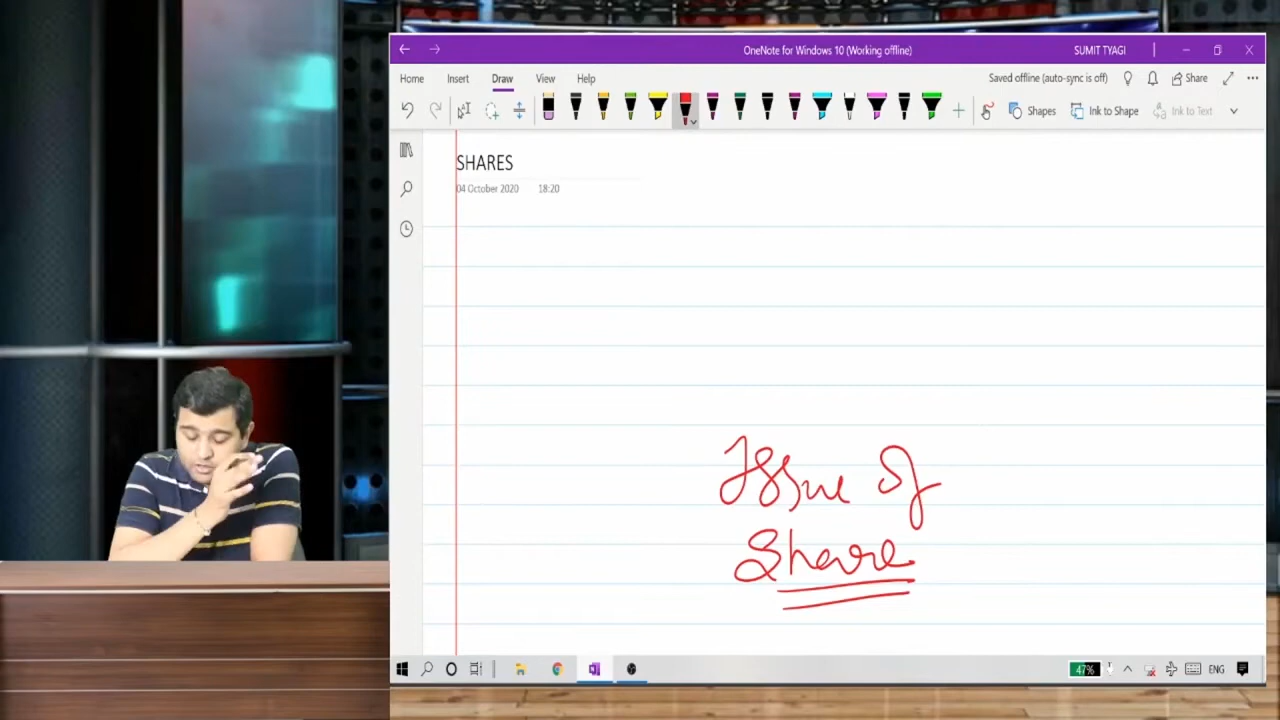 OneNote for Windows 10 (Working offline)
SUMIT TYAGI
Home Insert Draw View Help
Saved offline (auto-sync is off)
Share
Shapes
Ink to Shape
Ink to Text
SHARES
04 October 2020 18:20
Issue of
Share
47%
ENG